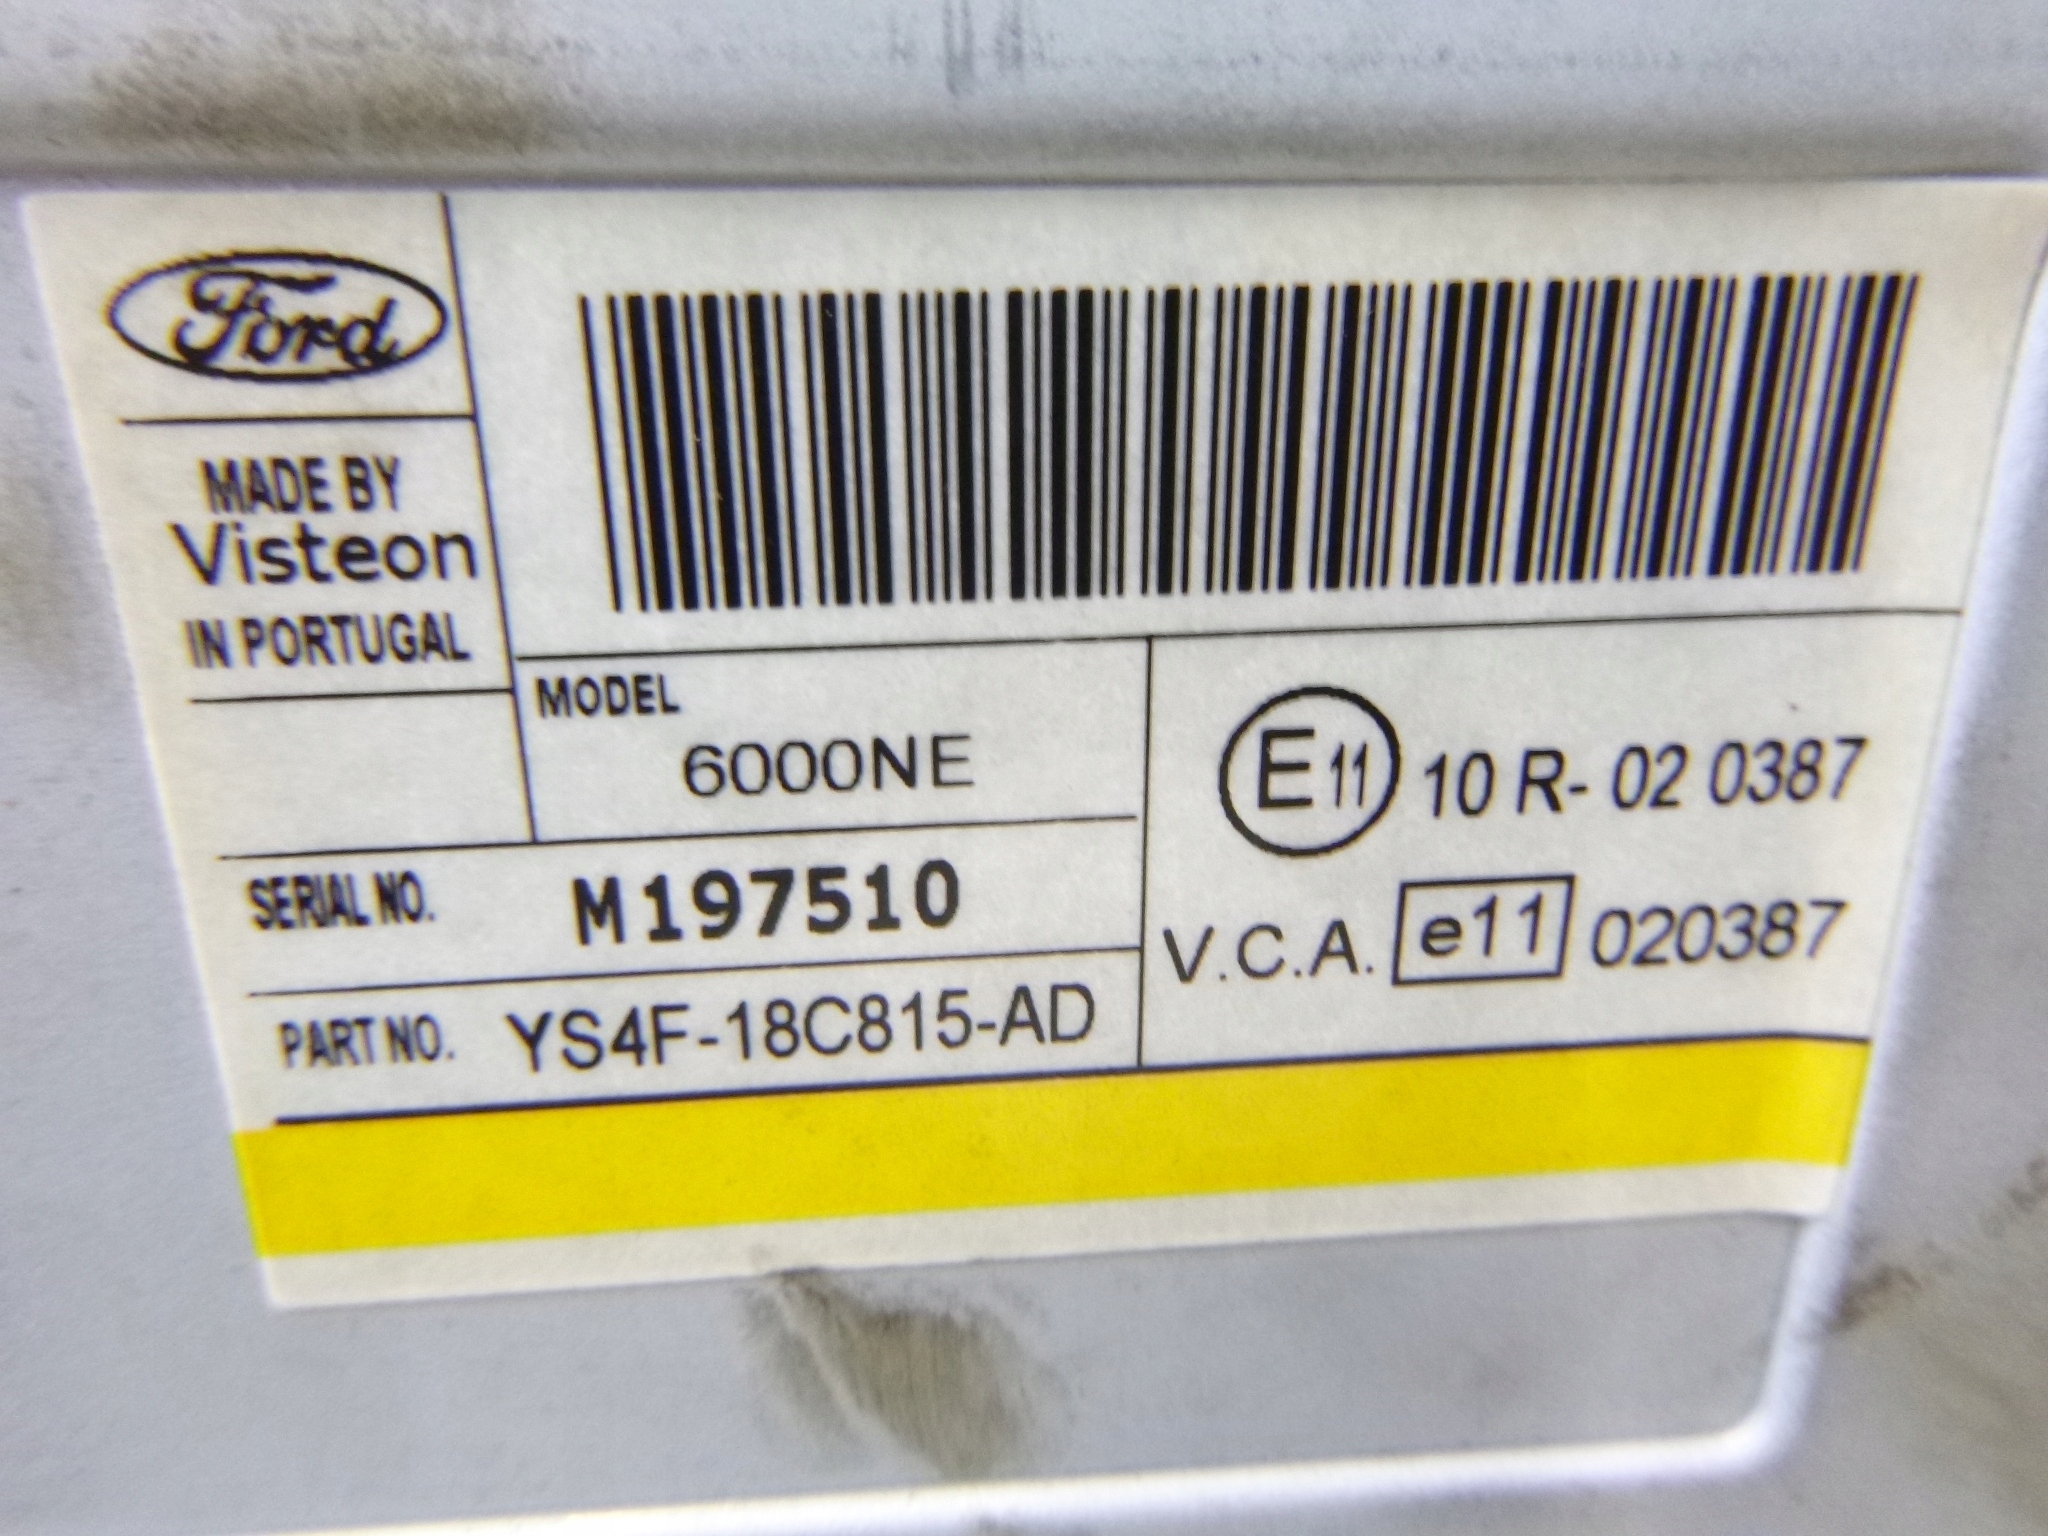 Ford
MADE BY
Visteon
IN PORTUGAL
MODEL
6000NE
E11 10 R- 02 0387
SERIAL NO. M197510
V.C.A. e11 020387
PART NO. YS4F-18C815-AD